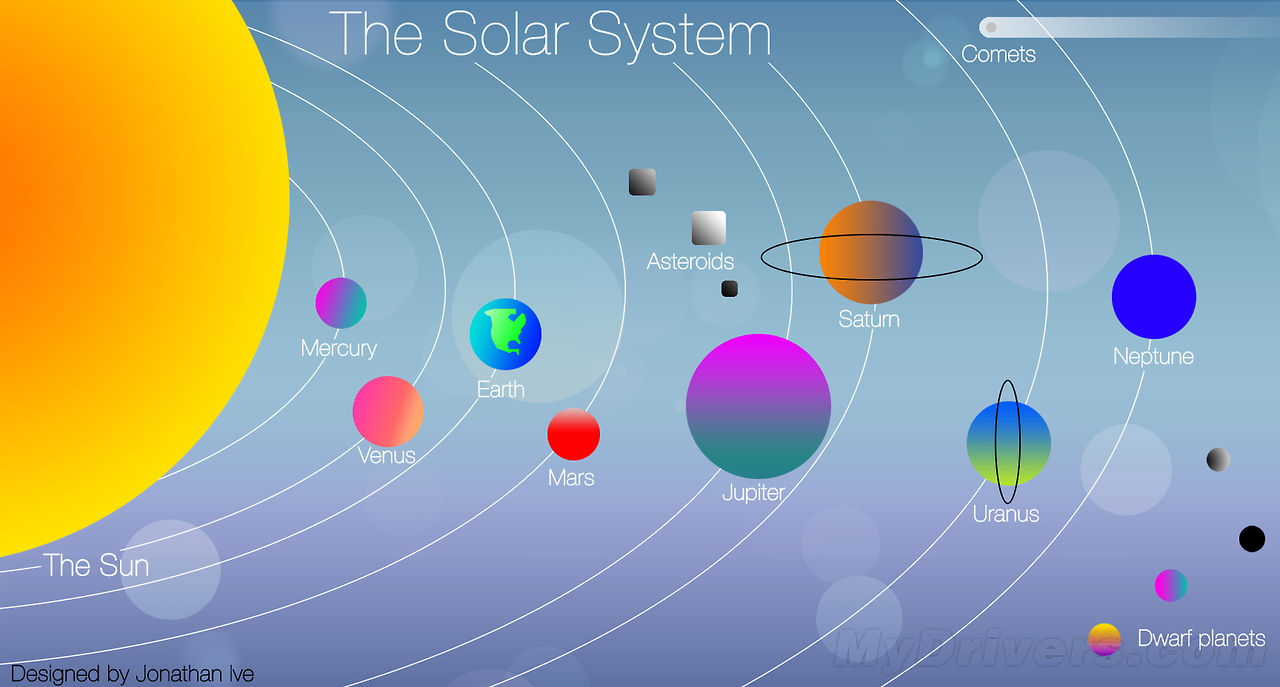 The Solar System
Comets
Asteroids
Saturn
Mercury
Neptune
Earth
Venus
Mars
Jupiter
Uranus
The Sun
Dwarf planets
MyDrivers.com
Designed by Jonathan Ive